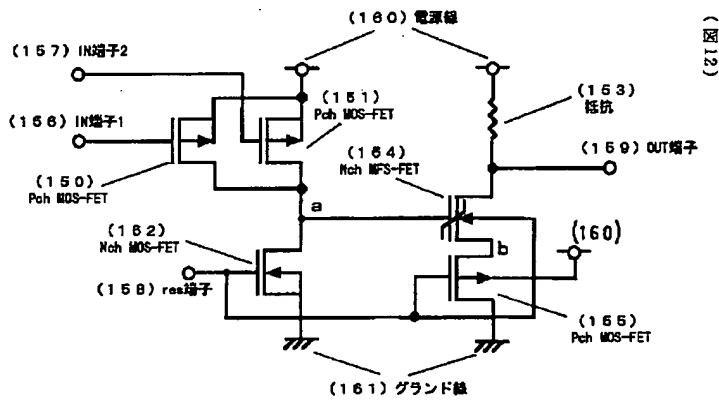 (図12)
(160) 電源線
(157) IN端子2
(151)
Pch MOS-FET
(153)
抵抗
(156) IN端子1
(159) OUT端子
(164)
Nch MFS-FET
(150)
Pch MOS-FET
a
(162)
Nch MOS-FET
b
(160)
(158) res端子
(165)
Pch MOS-FET
(161) グランド線